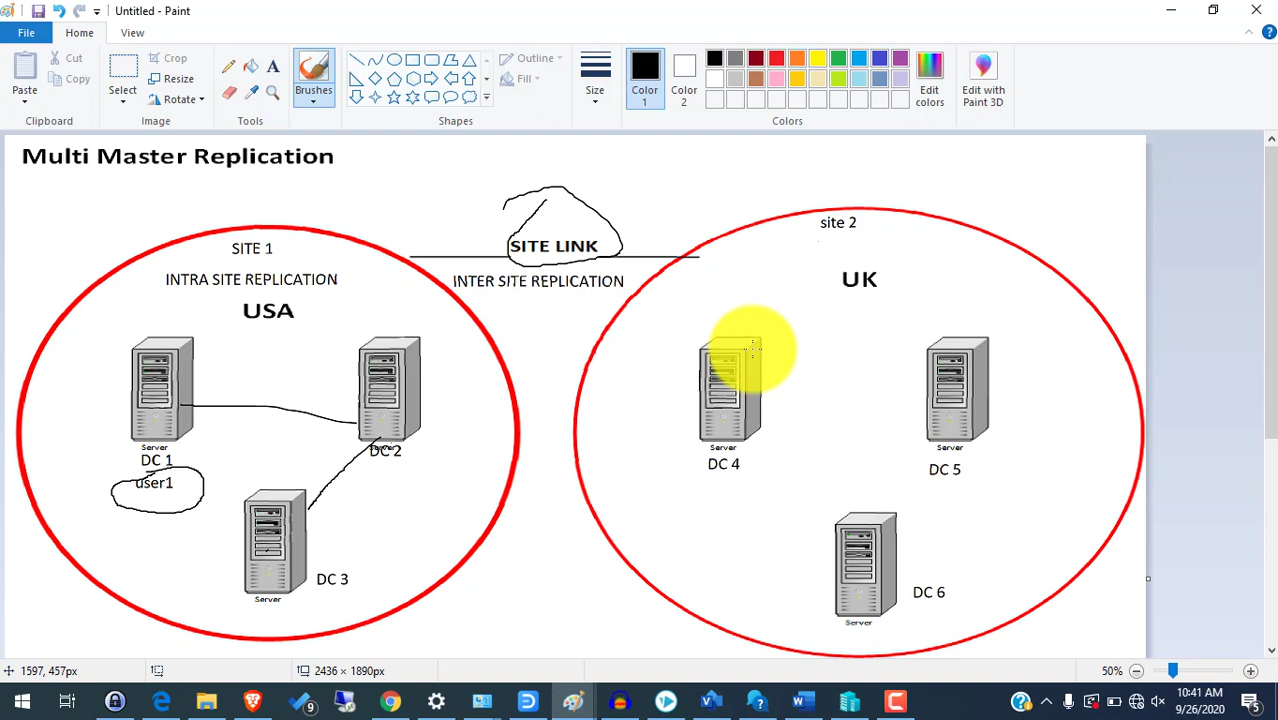 Untitled - Paint
File Home View
Paste
Cut
Copy
Clipboard
Select
Crop
Resize
Rotate
Image
Tools
Brushes
Outline
Fill
Shapes
Size
Color 1
Color 2
Edit colors
Edit with Paint 3D
Colors
Multi Master Replication
SITE 1
INTRA SITE REPLICATION
USA
SITE LINK
INTER SITE REPLICATION
site 2
UK
Server
DC 1
user1
Server
DC 2
Server
DC 3
Server
DC 4
Server
DC 5
Server
DC 6
1597, 457px
2436 × 1890px
50%
9
10:41 AM
9/26/2020
5